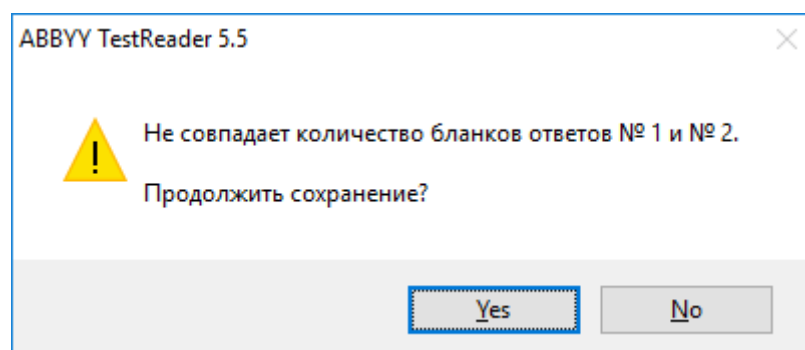 ABBYY TestReader 5.5
Не совпадает количество бланков ответов № 1 и № 2.
Продолжить сохранение?
Yes
No